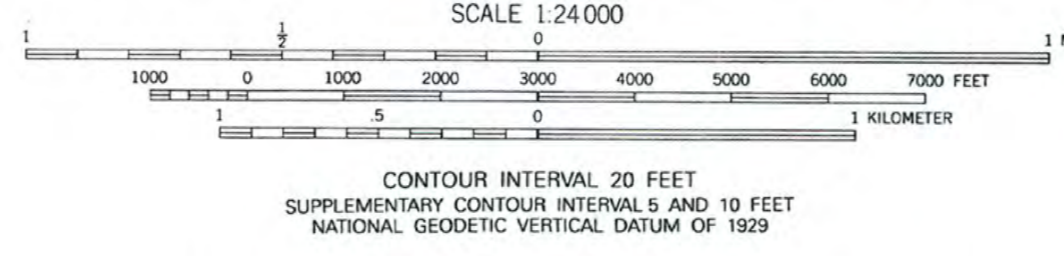 SCALE 1:24 000
1 ½ 0 1
1000 0 1000 2000 3000 4000 5000 6000 7000 FEET
1 .5 0 1 KILOMETER
CONTOUR INTERVAL 20 FEET
SUPPLEMENTARY CONTOUR INTERVAL 5 AND 10 FEET
NATIONAL GEODETIC VERTICAL DATUM OF 1929